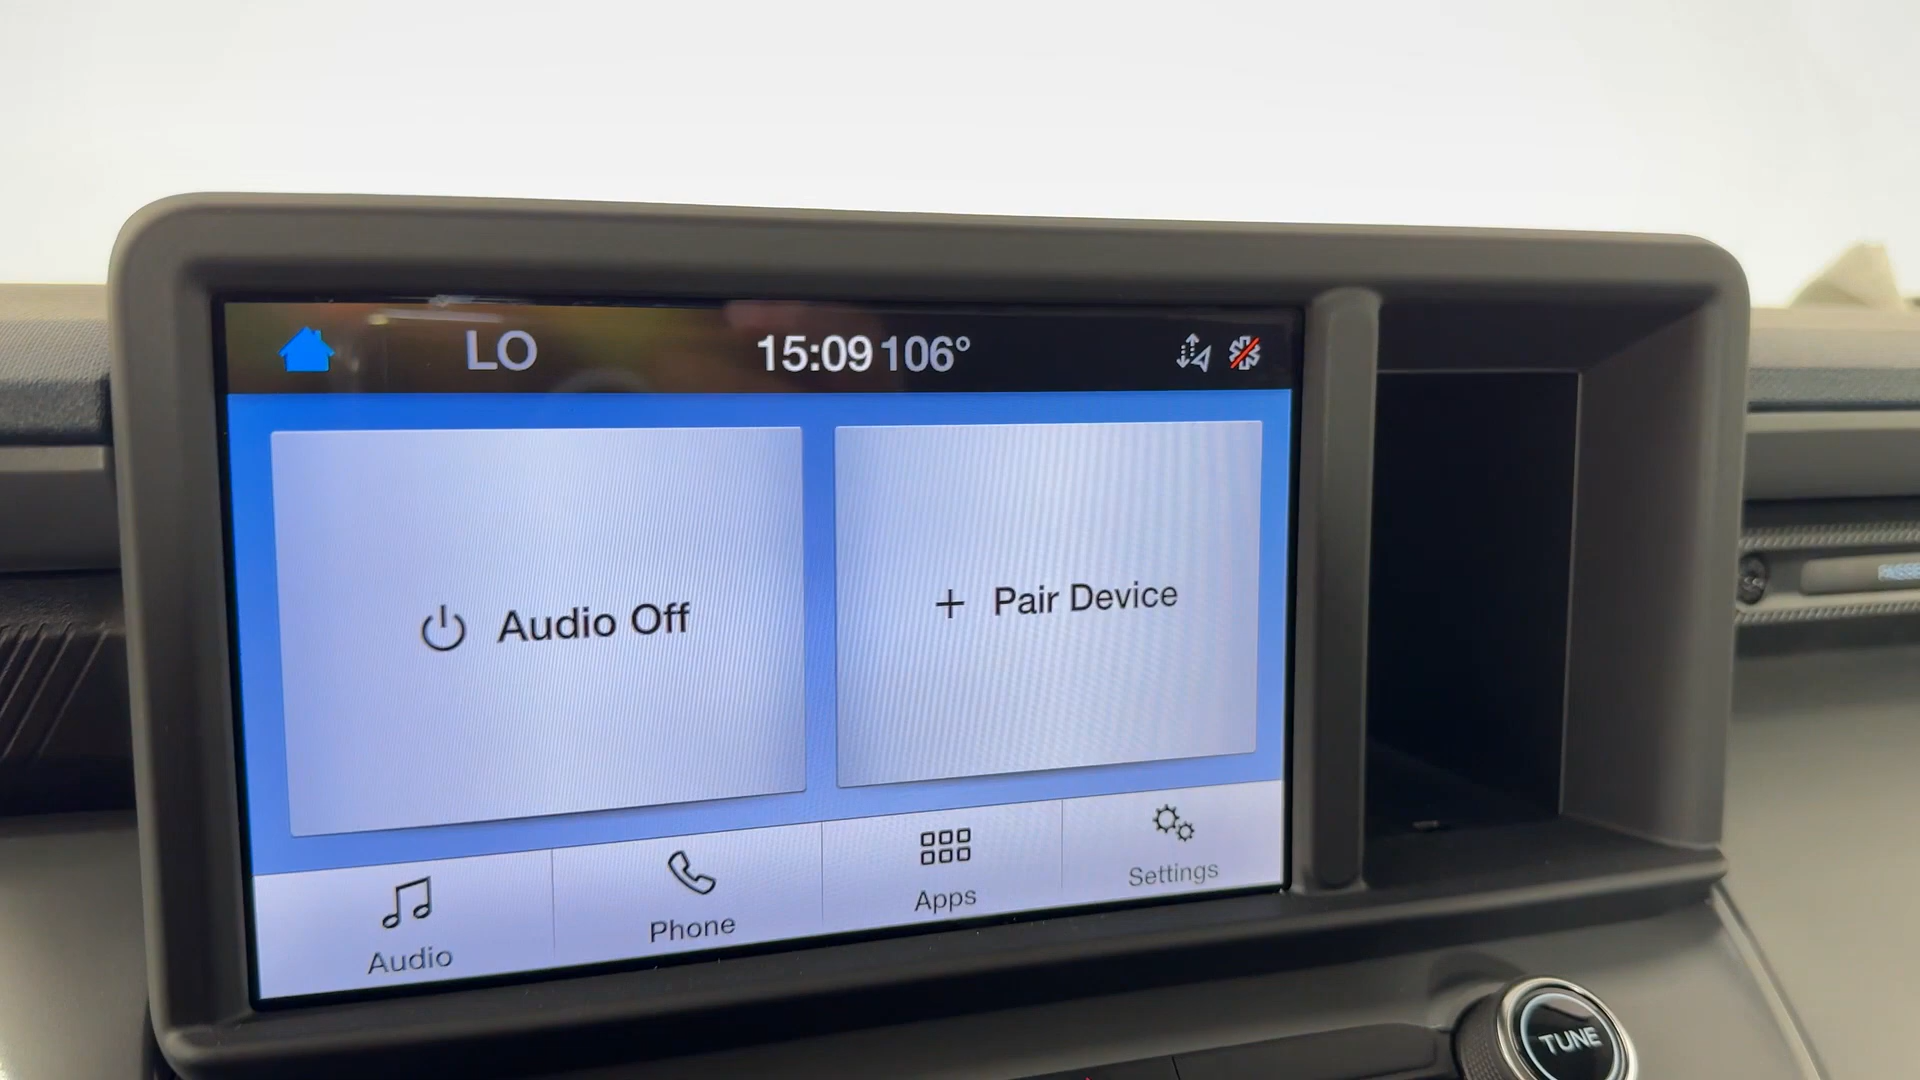 LO 15:09 106°
Audio Off
+ Pair Device
Audio Phone Apps Settings
TUNE